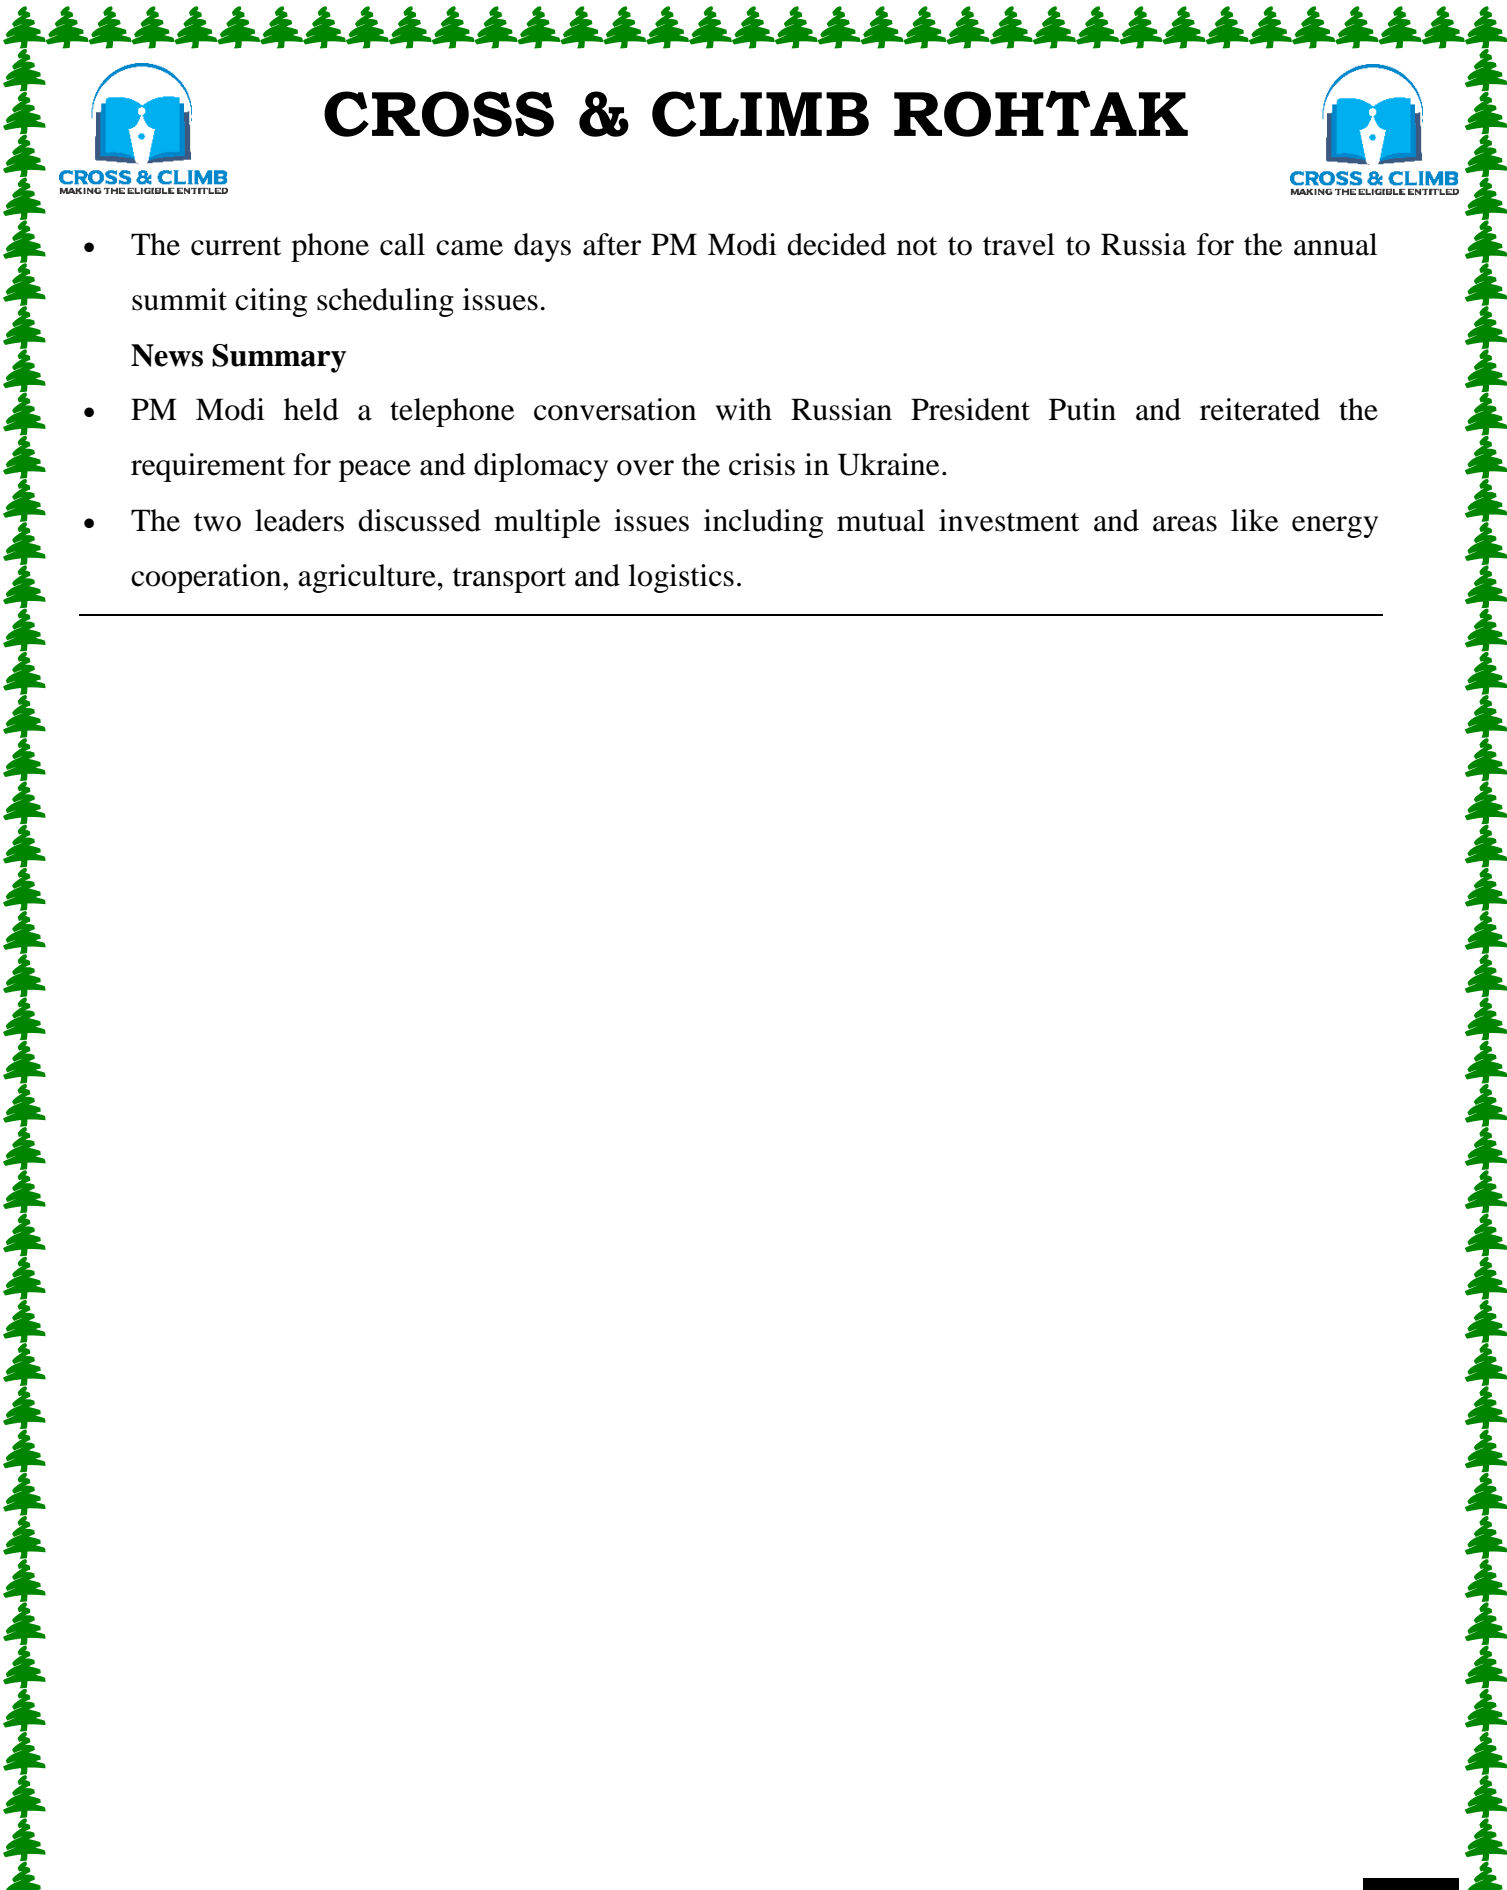 CROSS & CLIMB ROHTAK
CROSS & CLIMB
MAKING THE ELIGIBLE ENTITLED
CROSS & CLIMB
MAKING THE ELIGIBLE ENTITLED
• The current phone call came days after PM Modi decided not to travel to Russia for the annual
summit citing scheduling issues.
News Summary
• PM Modi held a telephone conversation with Russian President Putin and reiterated the
requirement for peace and diplomacy over the crisis in Ukraine.
• The two leaders discussed multiple issues including mutual investment and areas like energy
cooperation, agriculture, transport and logistics.